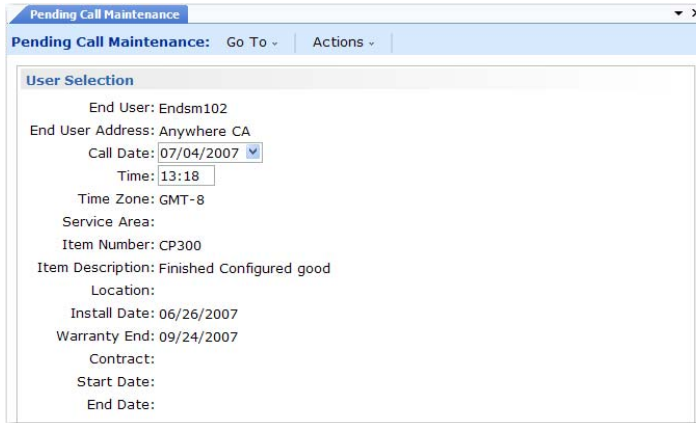 Pending Call Maintenance
Pending Call Maintenance: Go To Actions
User Selection
End User: Endsm102
End User Address: Anywhere CA
Call Date: 07/04/2007
Time: 13:18
Time Zone: GMT-8
Service Area:
Item Number: CP300
Item Description: Finished Configured good
Location:
Install Date: 06/26/2007
Warranty End: 09/24/2007
Contract:
Start Date:
End Date: